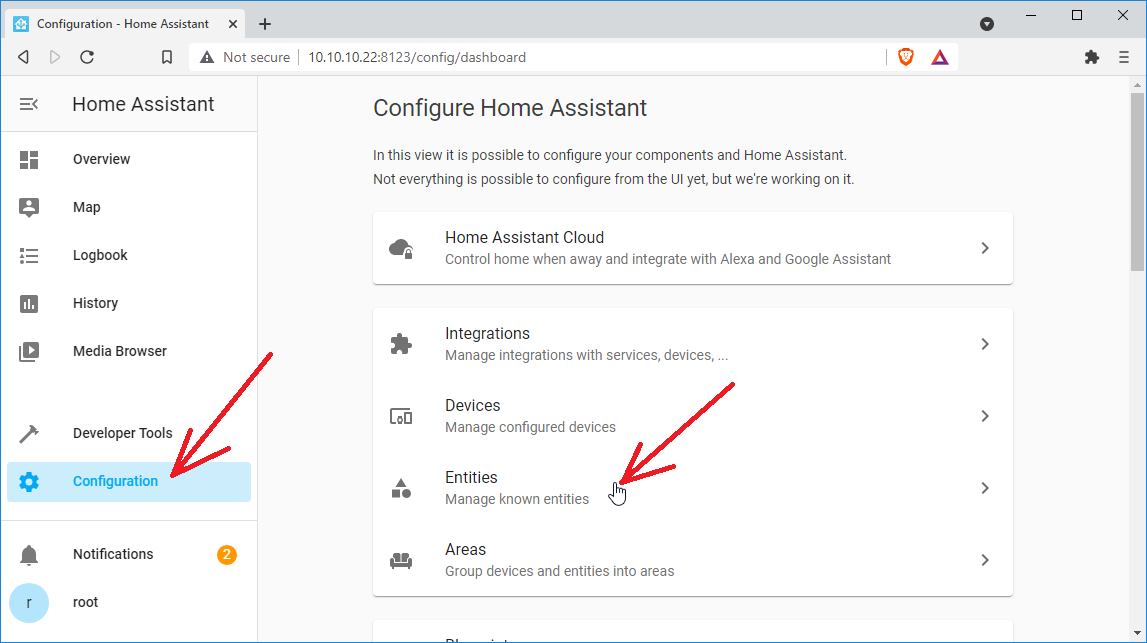 Configuration - Home Assistant
Not secure
10.10.10.22:8123/config/dashboard
Home Assistant
Overview
Map
Logbook
History
Media Browser
Developer Tools
Configuration
Notifications
2
r
root
Configure Home Assistant
In this view it is possible to configure your components and Home Assistant.
Not everything is possible to configure from the UI yet, but we're working on it.
Home Assistant Cloud
Control home when away and integrate with Alexa and Google Assistant
Integrations
Manage integrations with services, devices, ...
Devices
Manage configured devices
Entities
Manage known entities
Areas
Group devices and entities into areas